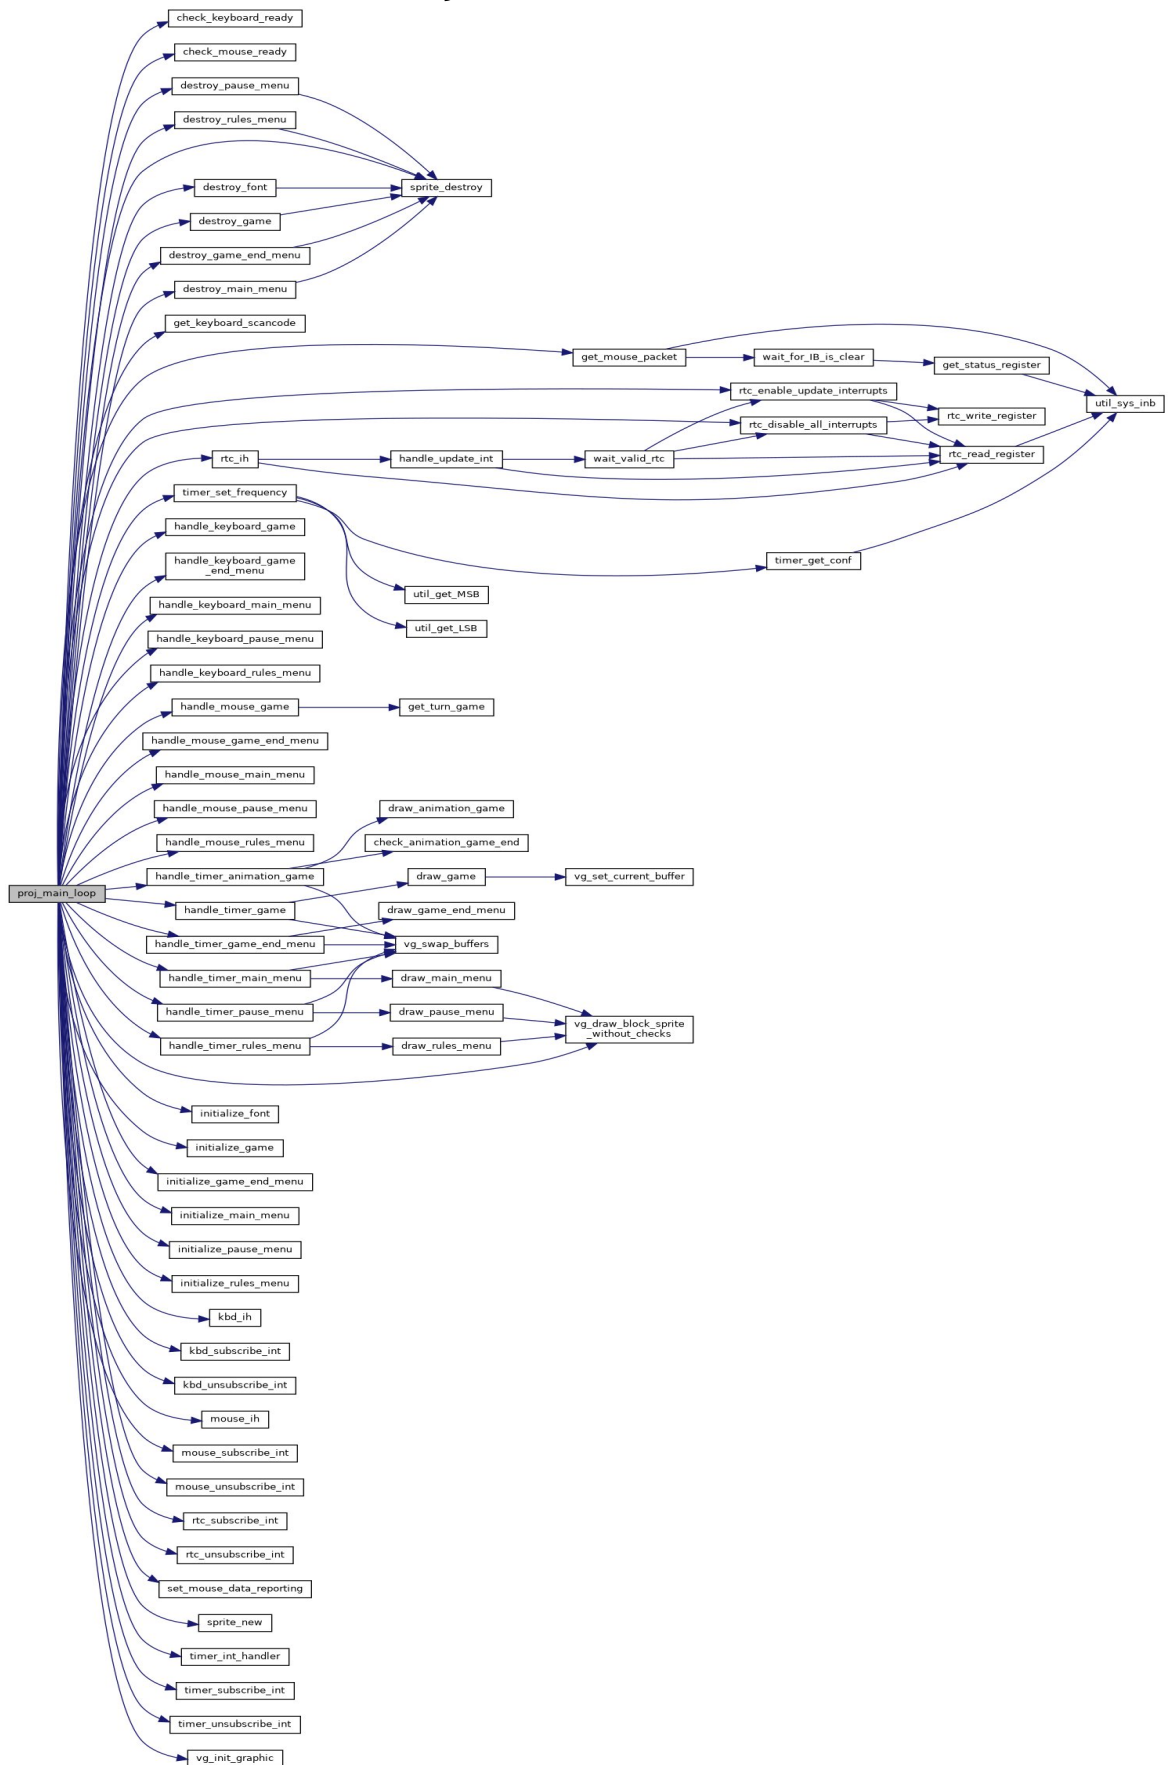 check_keyboard_ready
check_mouse_ready
destroy_pause_menu
destroy_rules_menu
sprite_destroy
destroy_font
destroy_game
destroy_game_end_menu
destroy_main_menu
get_keyboard_scancode
get_mouse_packet
wait_for_IB_is_clear
get_status_register
rtc_enable_update_interrupts
util_sys_inb
rtc_write_register
rtc_disable_all_interrupts
rtc_ih
handle_update_int
wait_valid_rtc
rtc_read_register
timer_set_frequency
handle_keyboard_game
timer_get_conf
handle_keyboard_game
_end_menu
util_get_MSB
handle_keyboard_main_menu
util_get_LSB
handle_keyboard_pause_menu
handle_keyboard_rules_menu
handle_mouse_game
get_turn_game
handle_mouse_game_end_menu
handle_mouse_main_menu
handle_mouse_pause_menu
draw_animation_game
handle_mouse_rules_menu
check_animation_game_end
handle_timer_animation_game
draw_game
vg_set_current_buffer
proj_main_loop
handle_timer_game
draw_game_end_menu
handle_timer_game_end_menu
vg_swap_buffers
handle_timer_main_menu
draw_main_menu
handle_timer_pause_menu
draw_pause_menu
vg_draw_block_sprite
_without_checks
handle_timer_rules_menu
draw_rules_menu
initialize_font
initialize_game
initialize_game_end_menu
initialize_main_menu
initialize_pause_menu
initialize_rules_menu
kbd_ih
kbd_subscribe_int
kbd_unsubscribe_int
mouse_ih
mouse_subscribe_int
mouse_unsubscribe_int
rtc_subscribe_int
rtc_unsubscribe_int
set_mouse_data_reporting
sprite_new
timer_int_handler
timer_subscribe_int
timer_unsubscribe_int
vg_init_graphic